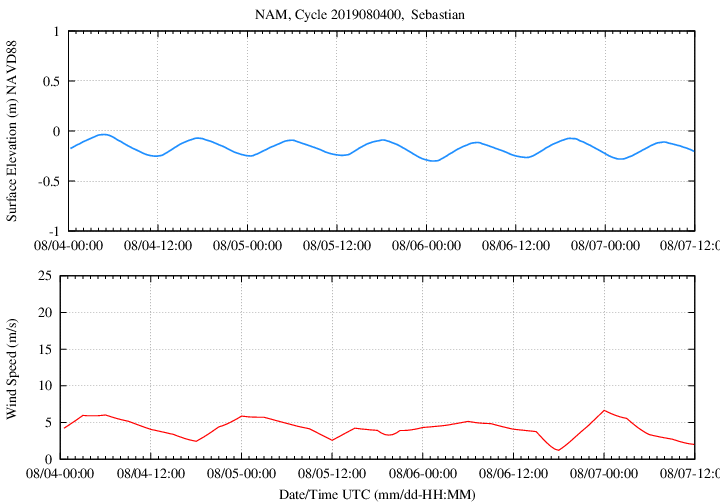 NAM, Cycle 2019080400, Sebastian
Surface Elevation (m) NAVD88
1
0.5
0
-0.5
-1
08/04-00:00 08/04-12:00 08/05-00:00 08/05-12:00 08/06-00:00 08/06-12:00 08/07-00:00 08/07-12:0
Wind Speed (m/s)
25
20
15
10
5
0
08/04-00:00 08/04-12:00 08/05-00:00 08/05-12:00 08/06-00:00 08/06-12:00 08/07-00:00 08/07-12:0
Date/Time UTC (mm/dd-HH:MM)